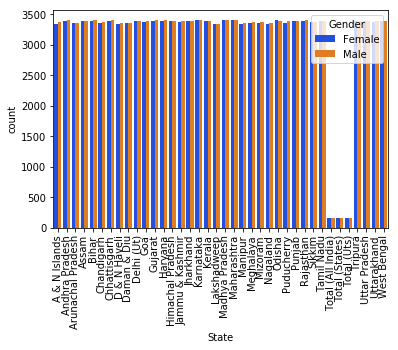 3500
3000
2500
2000
1500
1000
500
0
count
Gender
Female
Male
A & N Islands
Andhra Pradesh
Arunachal Pradesh
Assam
Bihar
Chandigarh
Chhattisgarh
D & N Haveli
Daman & Diu
Delhi (Ut)
Goa
Gujarat
Haryana
Himachal Pradesh
Jammu & Kashmir
Jharkhand
Karnataka
Kerala
Lakshadweep
Madhya Pradesh
Maharashtra
Manipur
Meghalaya
Mizoram
Nagaland
Odisha
Puducherry
Punjab
Rajasthan
Sikkim
Tamil Nadu
Total (All India)
Total (States)
Total (Uts)
Tripura
Uttar Pradesh
Uttarakhand
West Bengal
State